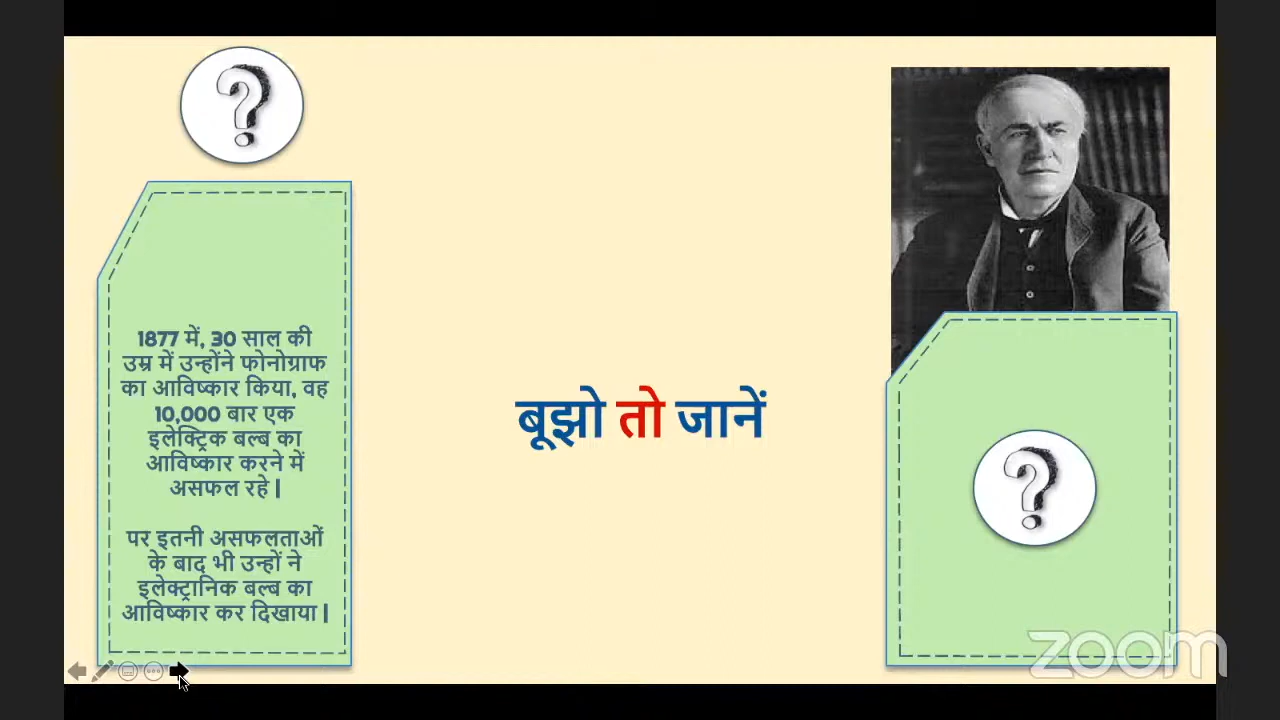 1877 में, 30 साल की
उम्र में उन्होंने फोनोग्राफ
का आविष्कार किया, वह
10,000 बार एक
इलेक्ट्रिक बल्ब का
आविष्कार करने में
असफल रहे |
पर इतनी असफलताओं
के बाद भी उन्हों ने
इलेक्ट्रानिक बल्ब का
आविष्कार कर दिखाया |
बूझो तो जानें
zoom